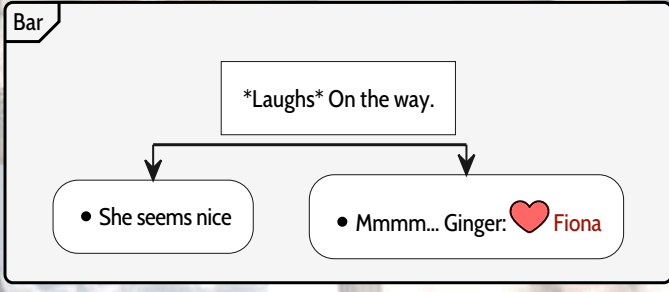 Bar
*Laughs* On the way.
• She seems nice
• Mmmm... Ginger: Fiona